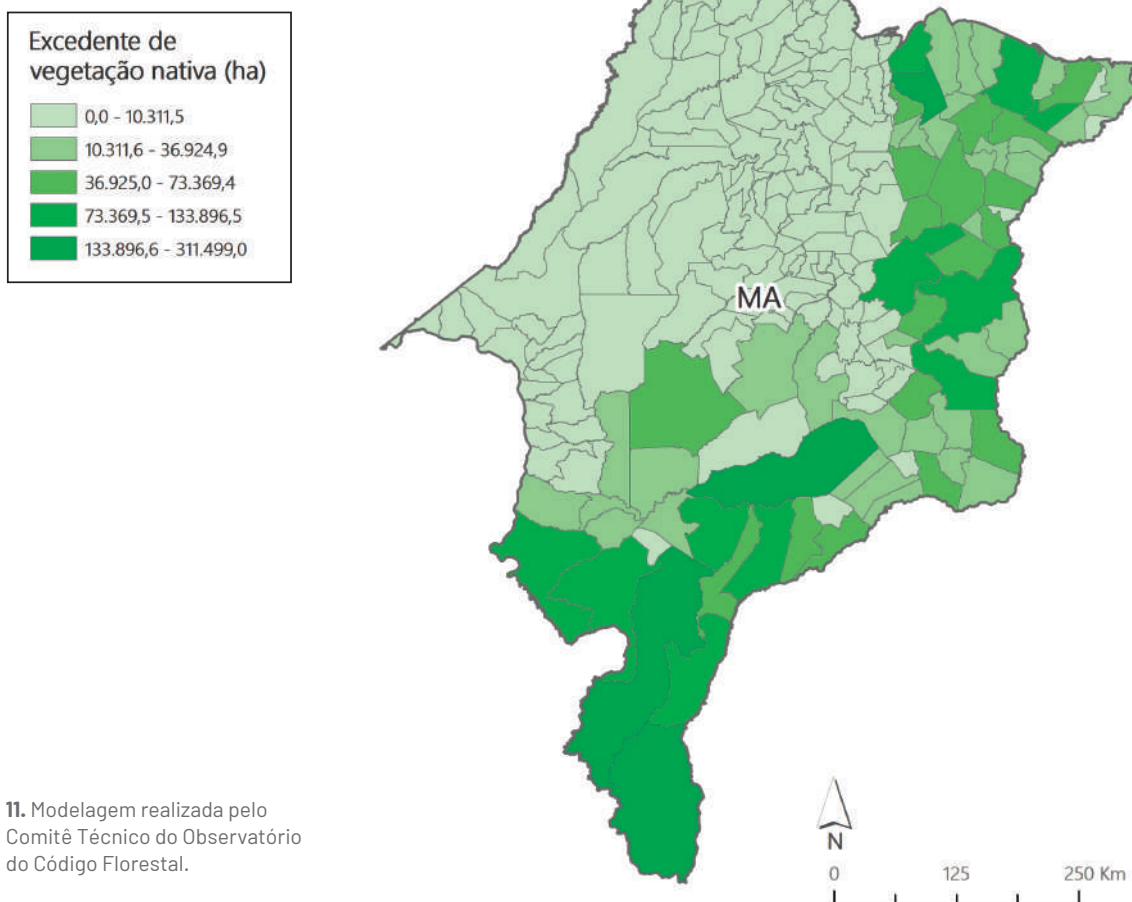 Excedente de
vegetação nativa (ha)
0,0 - 10.311,5
10.311,6 - 36.924,9
36.925,0 - 73.369,4
73.369,5 - 133.896,5
133.896,6 - 311.499,0
MA
11. Modelagem realizada pelo
Comitê Técnico do Observatório
do Código Florestal.
N
0 125 250 Km